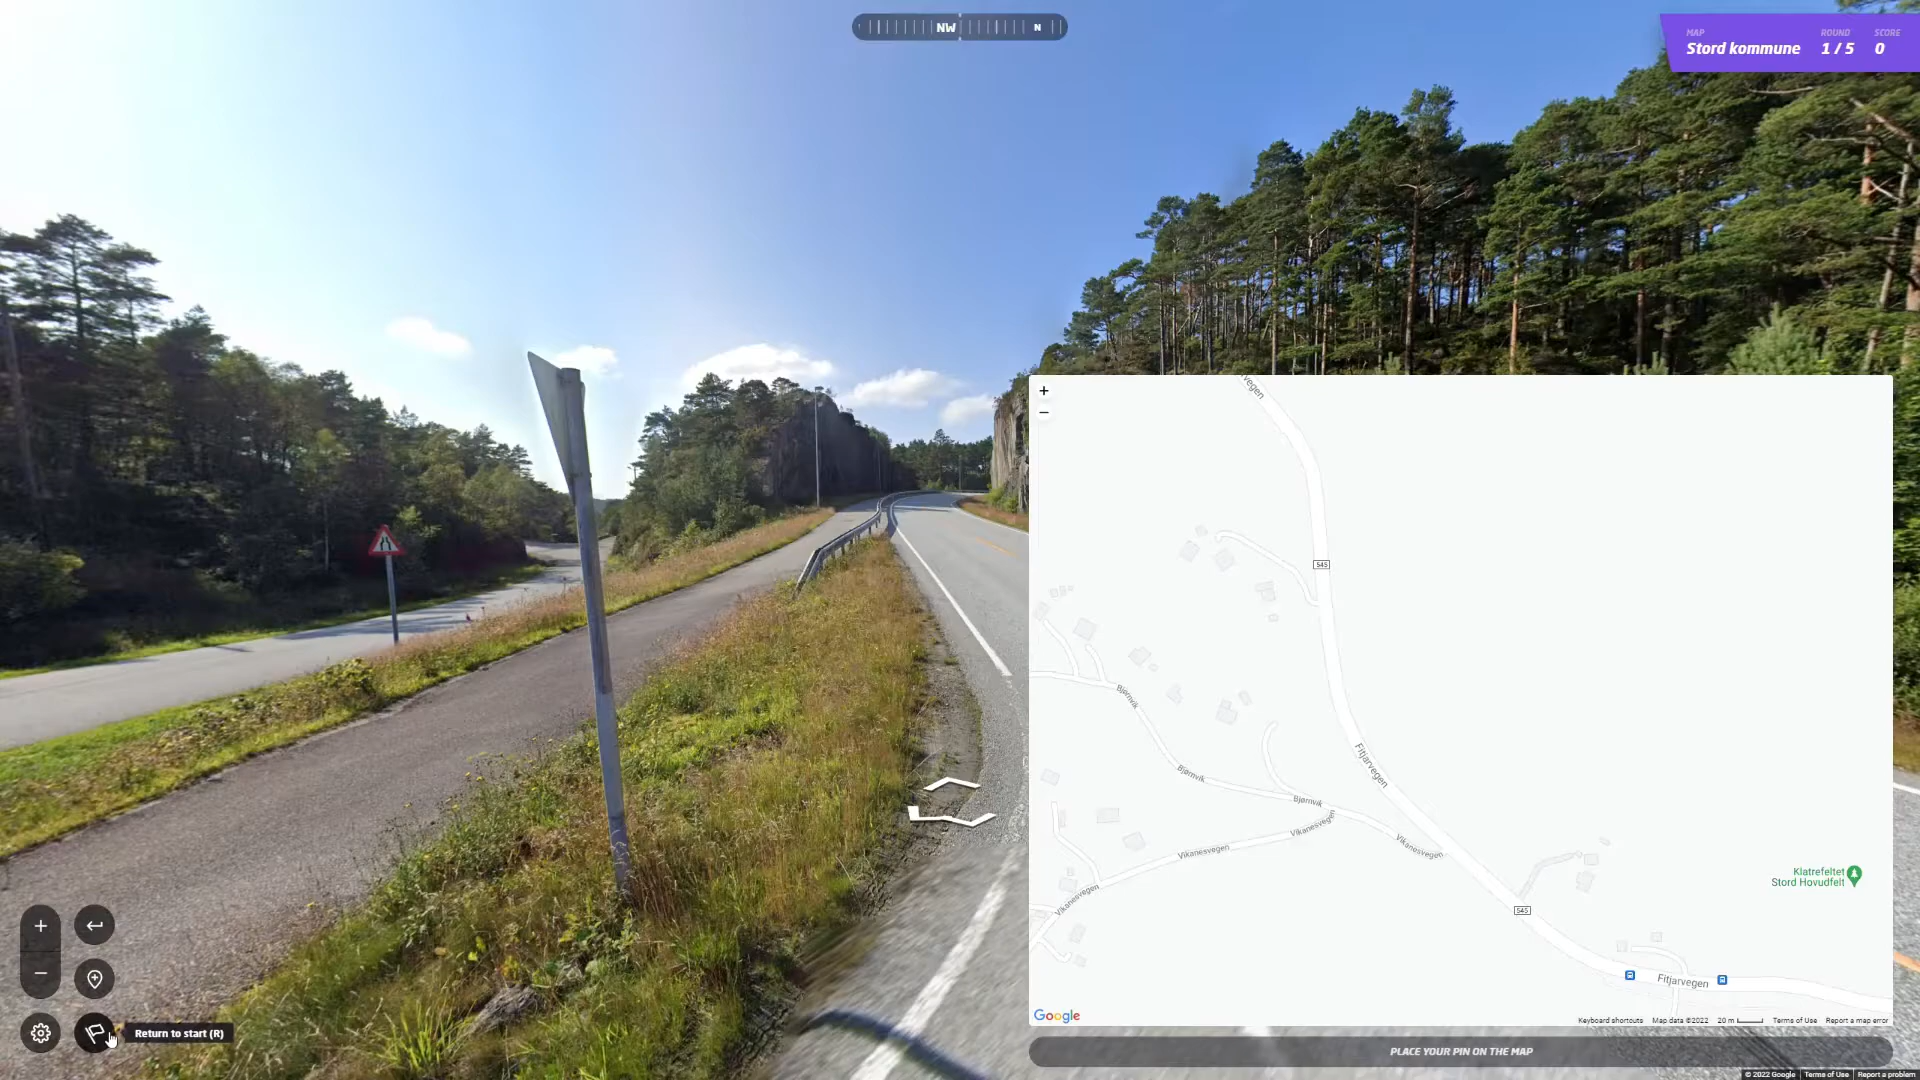 NW
N
MAP
Stord kommune
ROUND
1 / 5
SCORE
0
+
−
vegen
545
Bjørnvik
Fitjarvegen
Bjørnvik
Bjørnvik
Vikanesvegen
Vikanesvegen
Vikanesvegen
Vikanesvegen
Klatrefeltet
Stord Hovudfelt
545
Fitjarvegen
Google
Keyboard shortcuts
Map data ©2022
20 m
Terms of Use
Report a map error
PLACE YOUR PIN ON THE MAP
+
−
Return to start (R)
© 2022 Google
Terms of Use
Report a problem